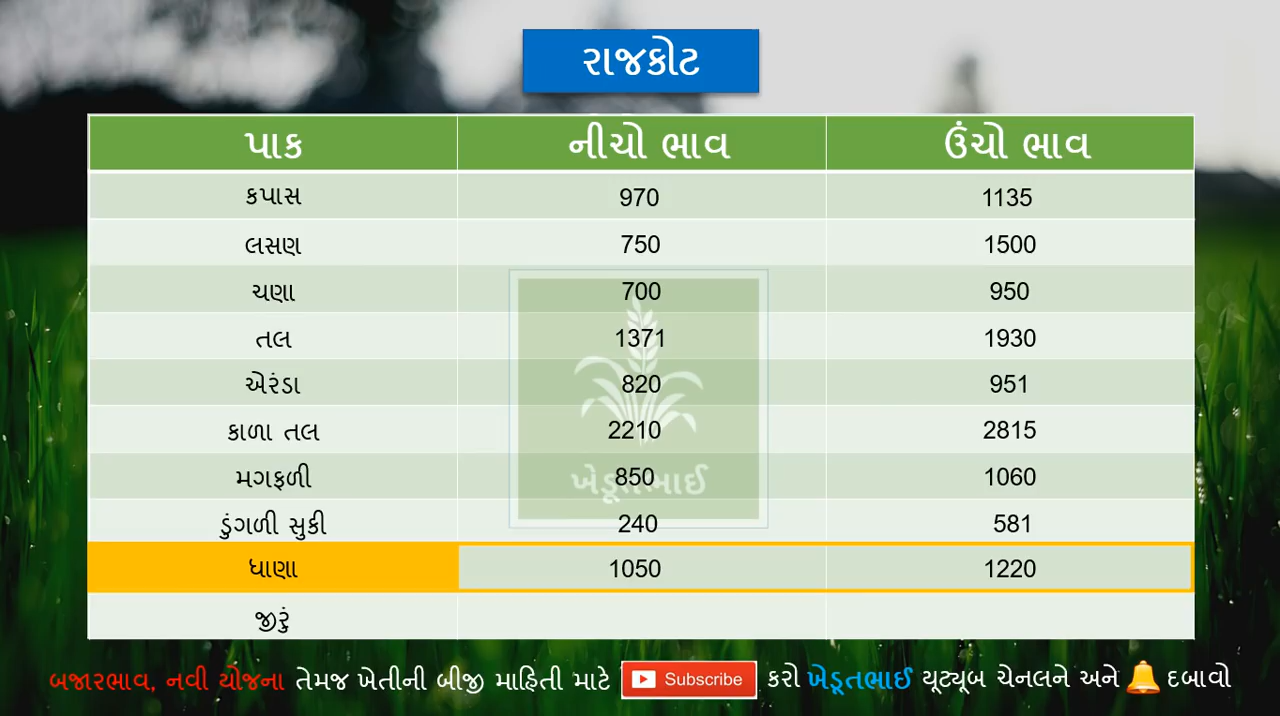 રાજકોટ
પાક નીચો ભાવ ઉંચો ભાવ
કપાસ 970 1135
લસણ 750 1500
ચણા 700 950
તલ 1371 1930
એરંડા 820 951
કાળા તલ 2210 2815
મગફળી 850 1060
ખેડૂતભાઈ
ડુંગળી સુકી 240 581
ધાણા 1050 1220
જીરું
બજારભાવ, નવી યોજના તેમજ ખેતીની બીજી માહિતી માટે Subscribe કરો ખેડૂતભાઈ યૂટ્યૂબ ચેનલને અને દબાવો